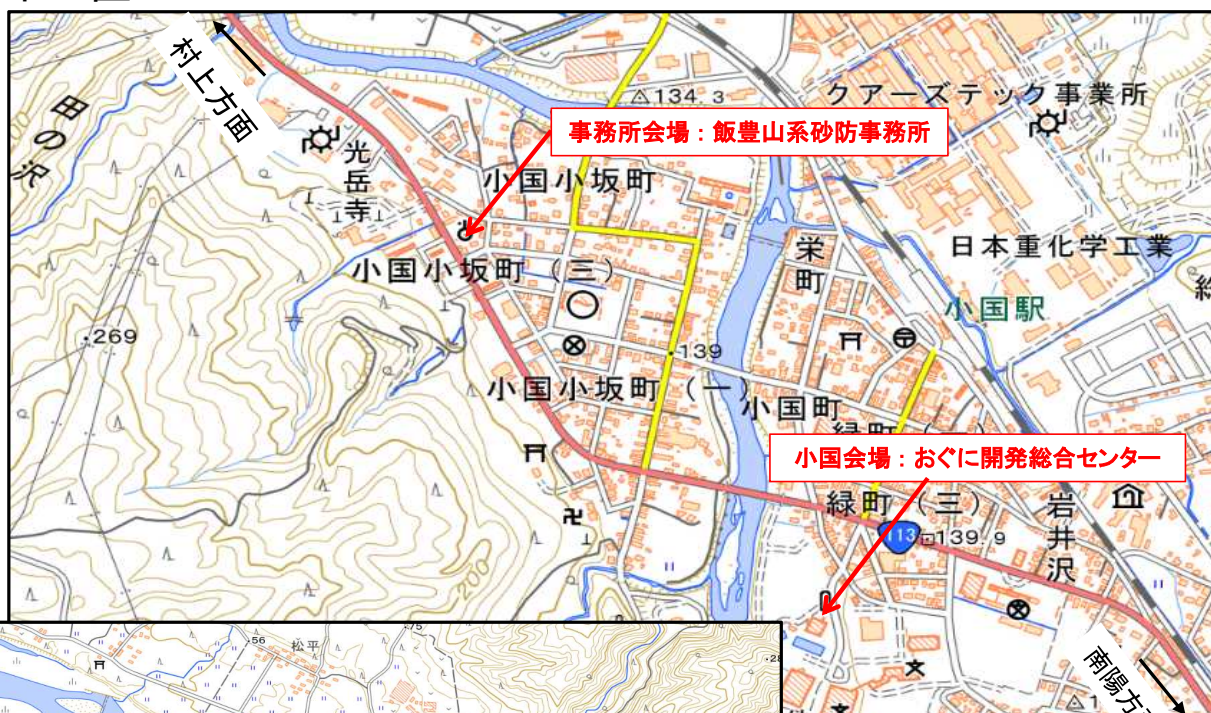 村上方面
田の沢
光岳寺
134.3
クアーズテック事業所
事務所会場：飯豊山系砂防事務所
小国小坂町
栄町
日本重化学工業
小国小坂町（三）
小国駅
269
139
小国小坂町（一）
小国町
小国会場：おぐに開発総合センター
緑町（三）
岩井沢
113
139.9
200
南陽方
56
松平
75